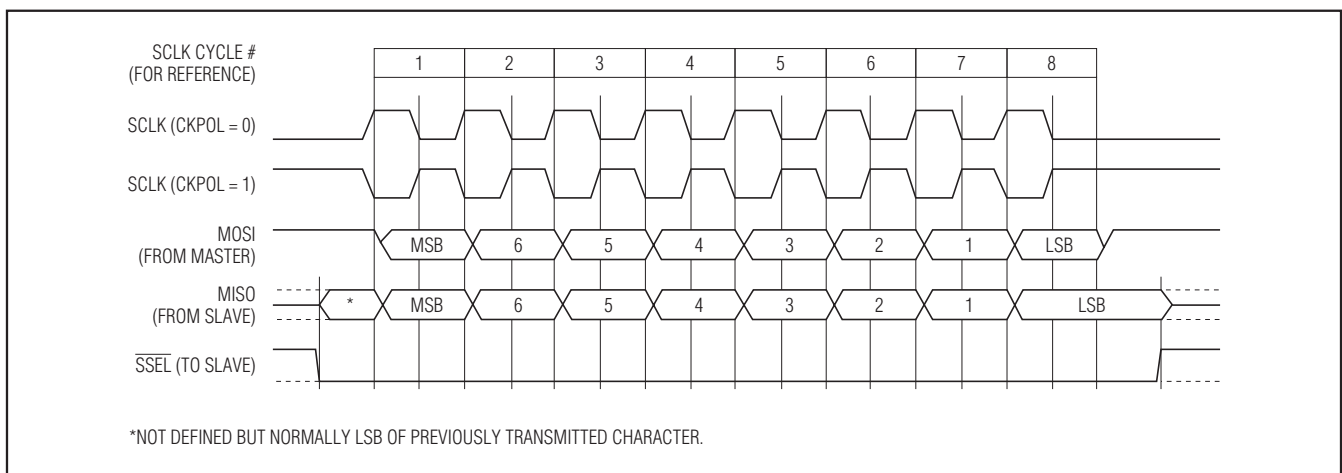 SCLK CYCLE #
(FOR REFERENCE)
1 2 3 4 5 6 7 8
SCLK (CKPOL = 0)
SCLK (CKPOL = 1)
MOSI
(FROM MASTER)
MSB 6 5 4 3 2 1 LSB
MISO
(FROM SLAVE)
* MSB 6 5 4 3 2 1 LSB
SSEL (TO SLAVE)
*NOT DEFINED BUT NORMALLY LSB OF PREVIOUSLY TRANSMITTED CHARACTER.